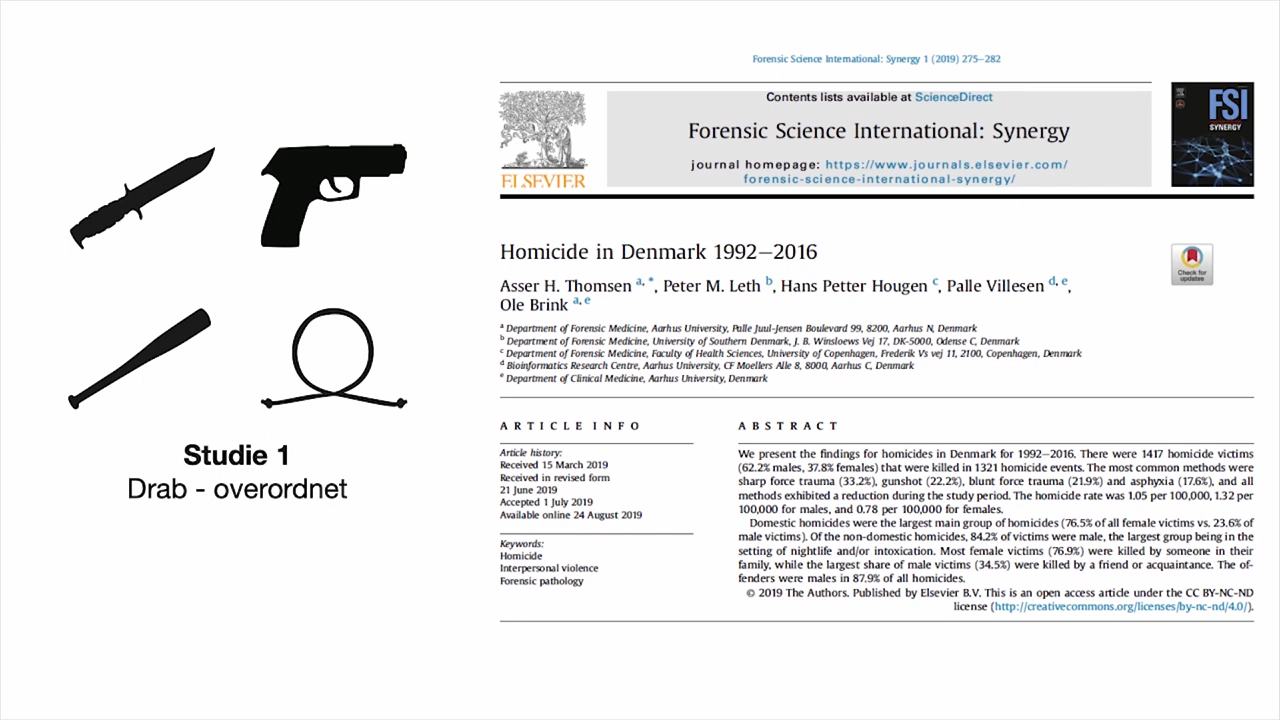 Studie 1
Drab - overordnet
Forensic Science International: Synergy 1 (2019) 275–282
Contents lists available at ScienceDirect
Forensic Science International: Synergy
journal homepage: https://www.journals.elsevier.com/
forensic-science-international-synergy/
ELSEVIER
FSI
SYNERGY
Homicide in Denmark 1992–2016
Check for
updates
Asser H. Thomsen a, *, Peter M. Leth b, Hans Petter Hougen c, Palle Villesen d, e,
Ole Brink a, e
a Department of Forensic Medicine, Aarhus University, Palle Juul-Jensen Boulevard 99, 8200, Aarhus N, Denmark
b Department of Forensic Medicine, University of Southern Denmark, J. B. Winsloews Vej 17, DK-5000, Odense C, Denmark
c Department of Forensic Medicine, Faculty of Health Sciences, University of Copenhagen, Frederik Vs vej 11, 2100, Copenhagen, Denmark
d Bioinformatics Research Centre, Aarhus University, CF Moellers Alle 8, 8000, Aarhus C, Denmark
e Department of Clinical Medicine, Aarhus University, Denmark
ARTICLE INFO
Article history:
Received 15 March 2019
Received in revised form
21 June 2019
Accepted 1 July 2019
Available online 24 August 2019
Keywords:
Homicide
Interpersonal violence
Forensic pathology
ABSTRACT
We present the findings for homicides in Denmark for 1992–2016. There were 1417 homicide victims
(62.2% males, 37.8% females) that were killed in 1321 homicide events. The most common methods were
sharp force trauma (33.2%), gunshot (22.2%), blunt force trauma (21.9%) and asphyxia (17.6%), and all
methods exhibited a reduction during the study period. The homicide rate was 1.05 per 100,000, 1.32 per
100,000 for males, and 0.78 per 100,000 for females.
Domestic homicides were the largest main group of homicides (76.5% of all female victims vs. 23.6% of
male victims). Of the non-domestic homicides, 84.2% of victims were male, the largest group being in the
setting of nightlife and/or intoxication. Most female victims (76.9%) were killed by someone in their
family, while the largest share of male victims (34.5%) were killed by a friend or acquaintance. The of-
fenders were males in 87.9% of all homicides.
© 2019 The Authors. Published by Elsevier B.V. This is an open access article under the CC BY-NC-ND
license (http://creativecommons.org/licenses/by-nc-nd/4.0/).